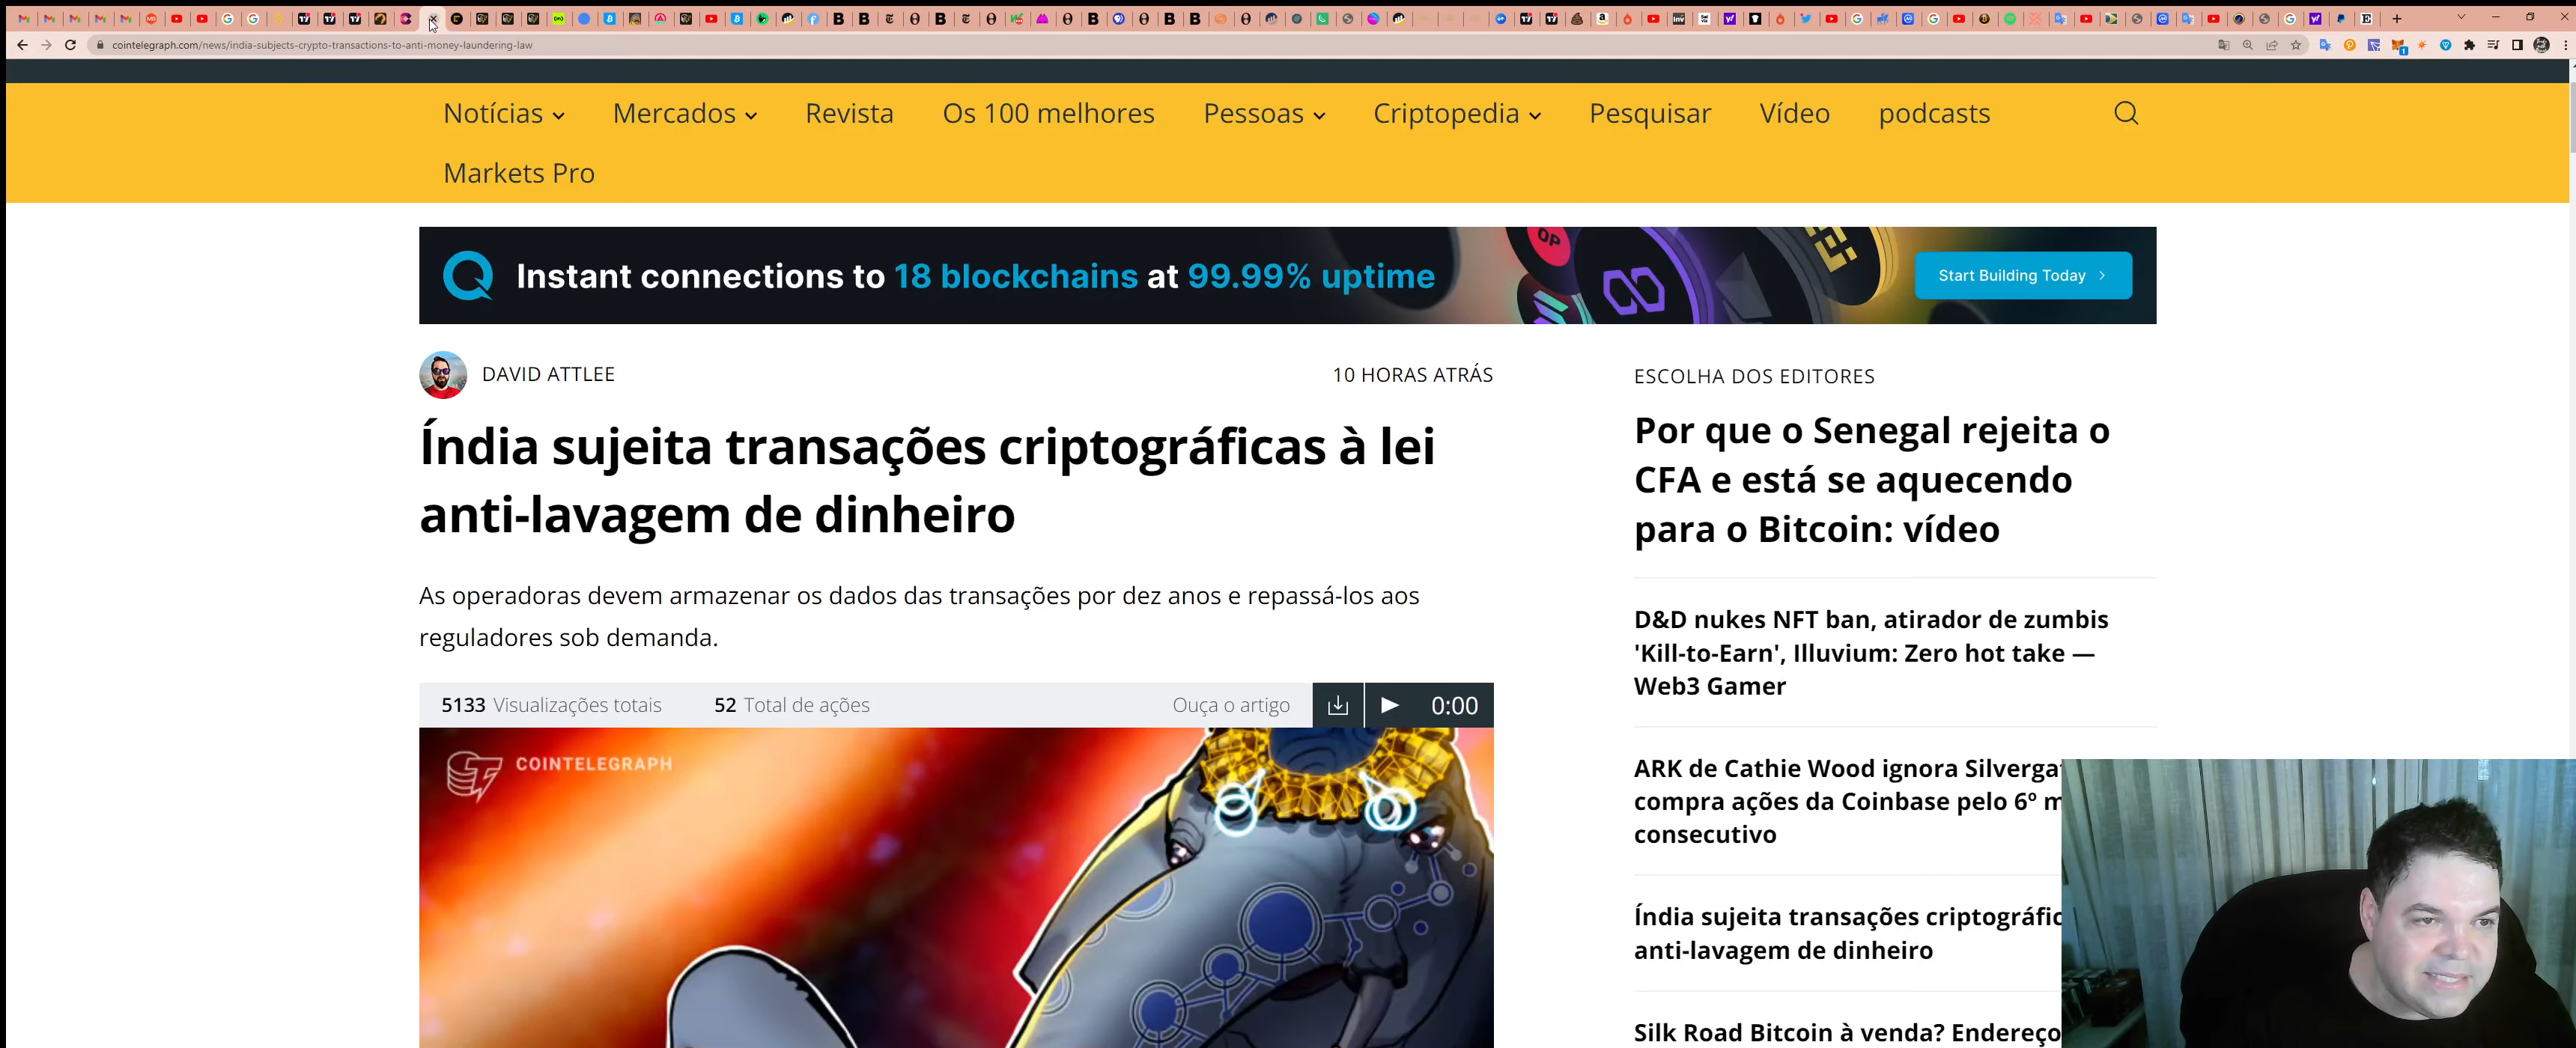 cointelegraph.com/news/india-subjects-crypto-transactions-to-anti-money-laundering-law
Notícias Mercados Revista Os 100 melhores Pessoas Criptopedia Pesquisar Vídeo podcasts
Markets Pro
Instant connections to 18 blockchains at 99.99% uptime
OP
Start Building Today
DAVID ATTLEE
10 HORAS ATRÁS
Índia sujeita transações criptográficas à lei
anti-lavagem de dinheiro
As operadoras devem armazenar os dados das transações por dez anos e repassá-los aos
reguladores sob demanda.
5133 Visualizações totais 52 Total de ações Ouça o artigo 0:00
COINTELEGRAPH
ESCOLHA DOS EDITORES
Por que o Senegal rejeita o
CFA e está se aquecendo
para o Bitcoin: vídeo
D&D nukes NFT ban, atirador de zumbis
'Kill-to-Earn', Illuvium: Zero hot take —
Web3 Gamer
ARK de Cathie Wood ignora Silverga
compra ações da Coinbase pelo 6º m
consecutivo
Índia sujeita transações criptográfic
anti-lavagem de dinheiro
Silk Road Bitcoin à venda? Endereço